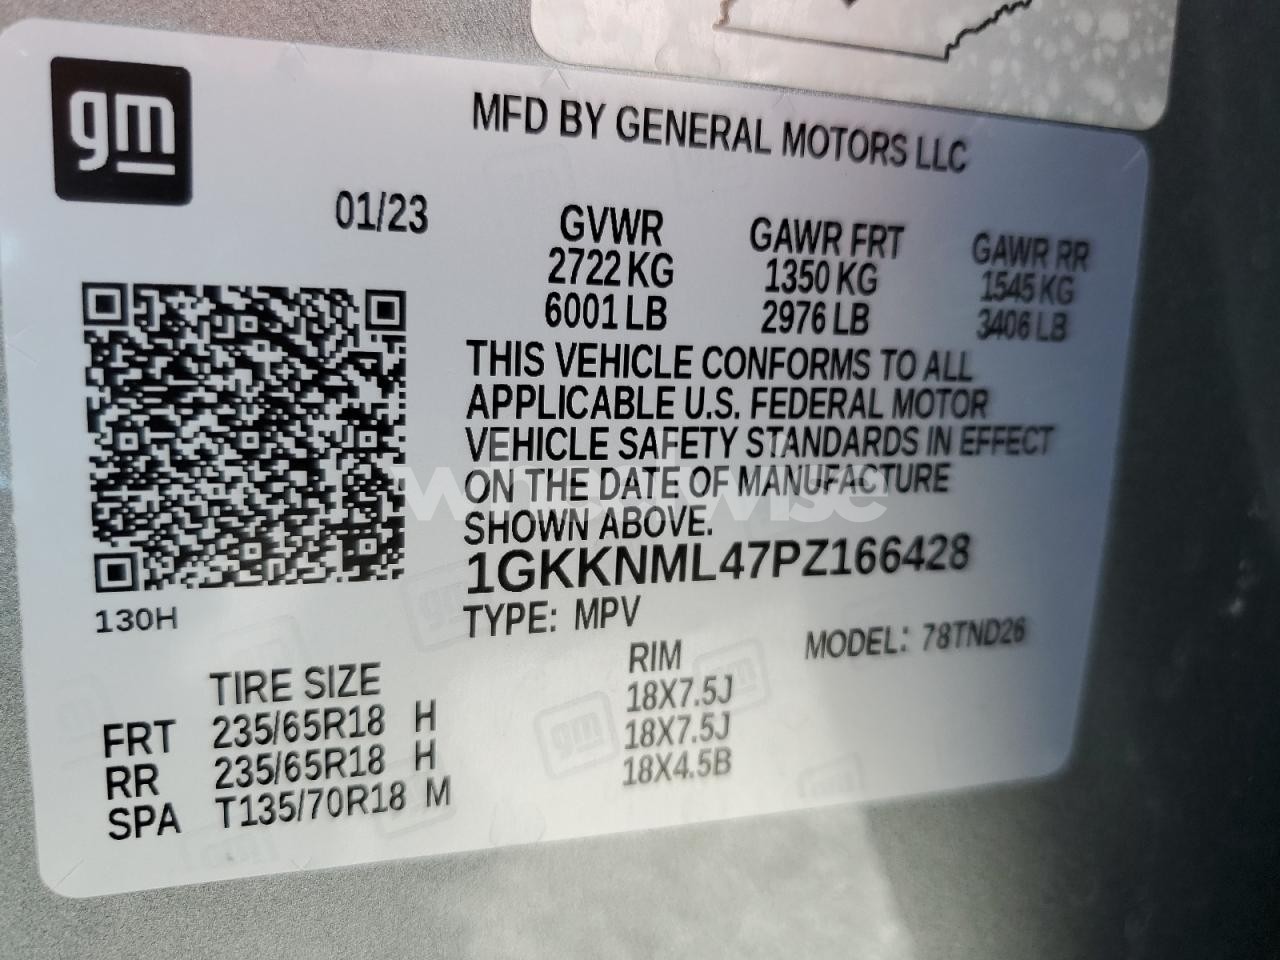 gm
MFD BY GENERAL MOTORS LLC
01/23
GVWR GAWR FRT GAWR RR
2722 KG 1350 KG 1545 KG
6001 LB 2976 LB 3406 LB
THIS VEHICLE CONFORMS TO ALL
APPLICABLE U.S. FEDERAL MOTOR
VEHICLE SAFETY STANDARDS IN EFFECT
ON THE DATE OF MANUFACTURE
SHOWN ABOVE.
1GKKNML47PZ166428
130H
TYPE: MPV MODEL: 78TND26
TIRE SIZE RIM
FRT 235/65R18 H 18X7.5J
RR 235/65R18 H 18X7.5J
SPA T135/70R18 M 18X4.5B
gm